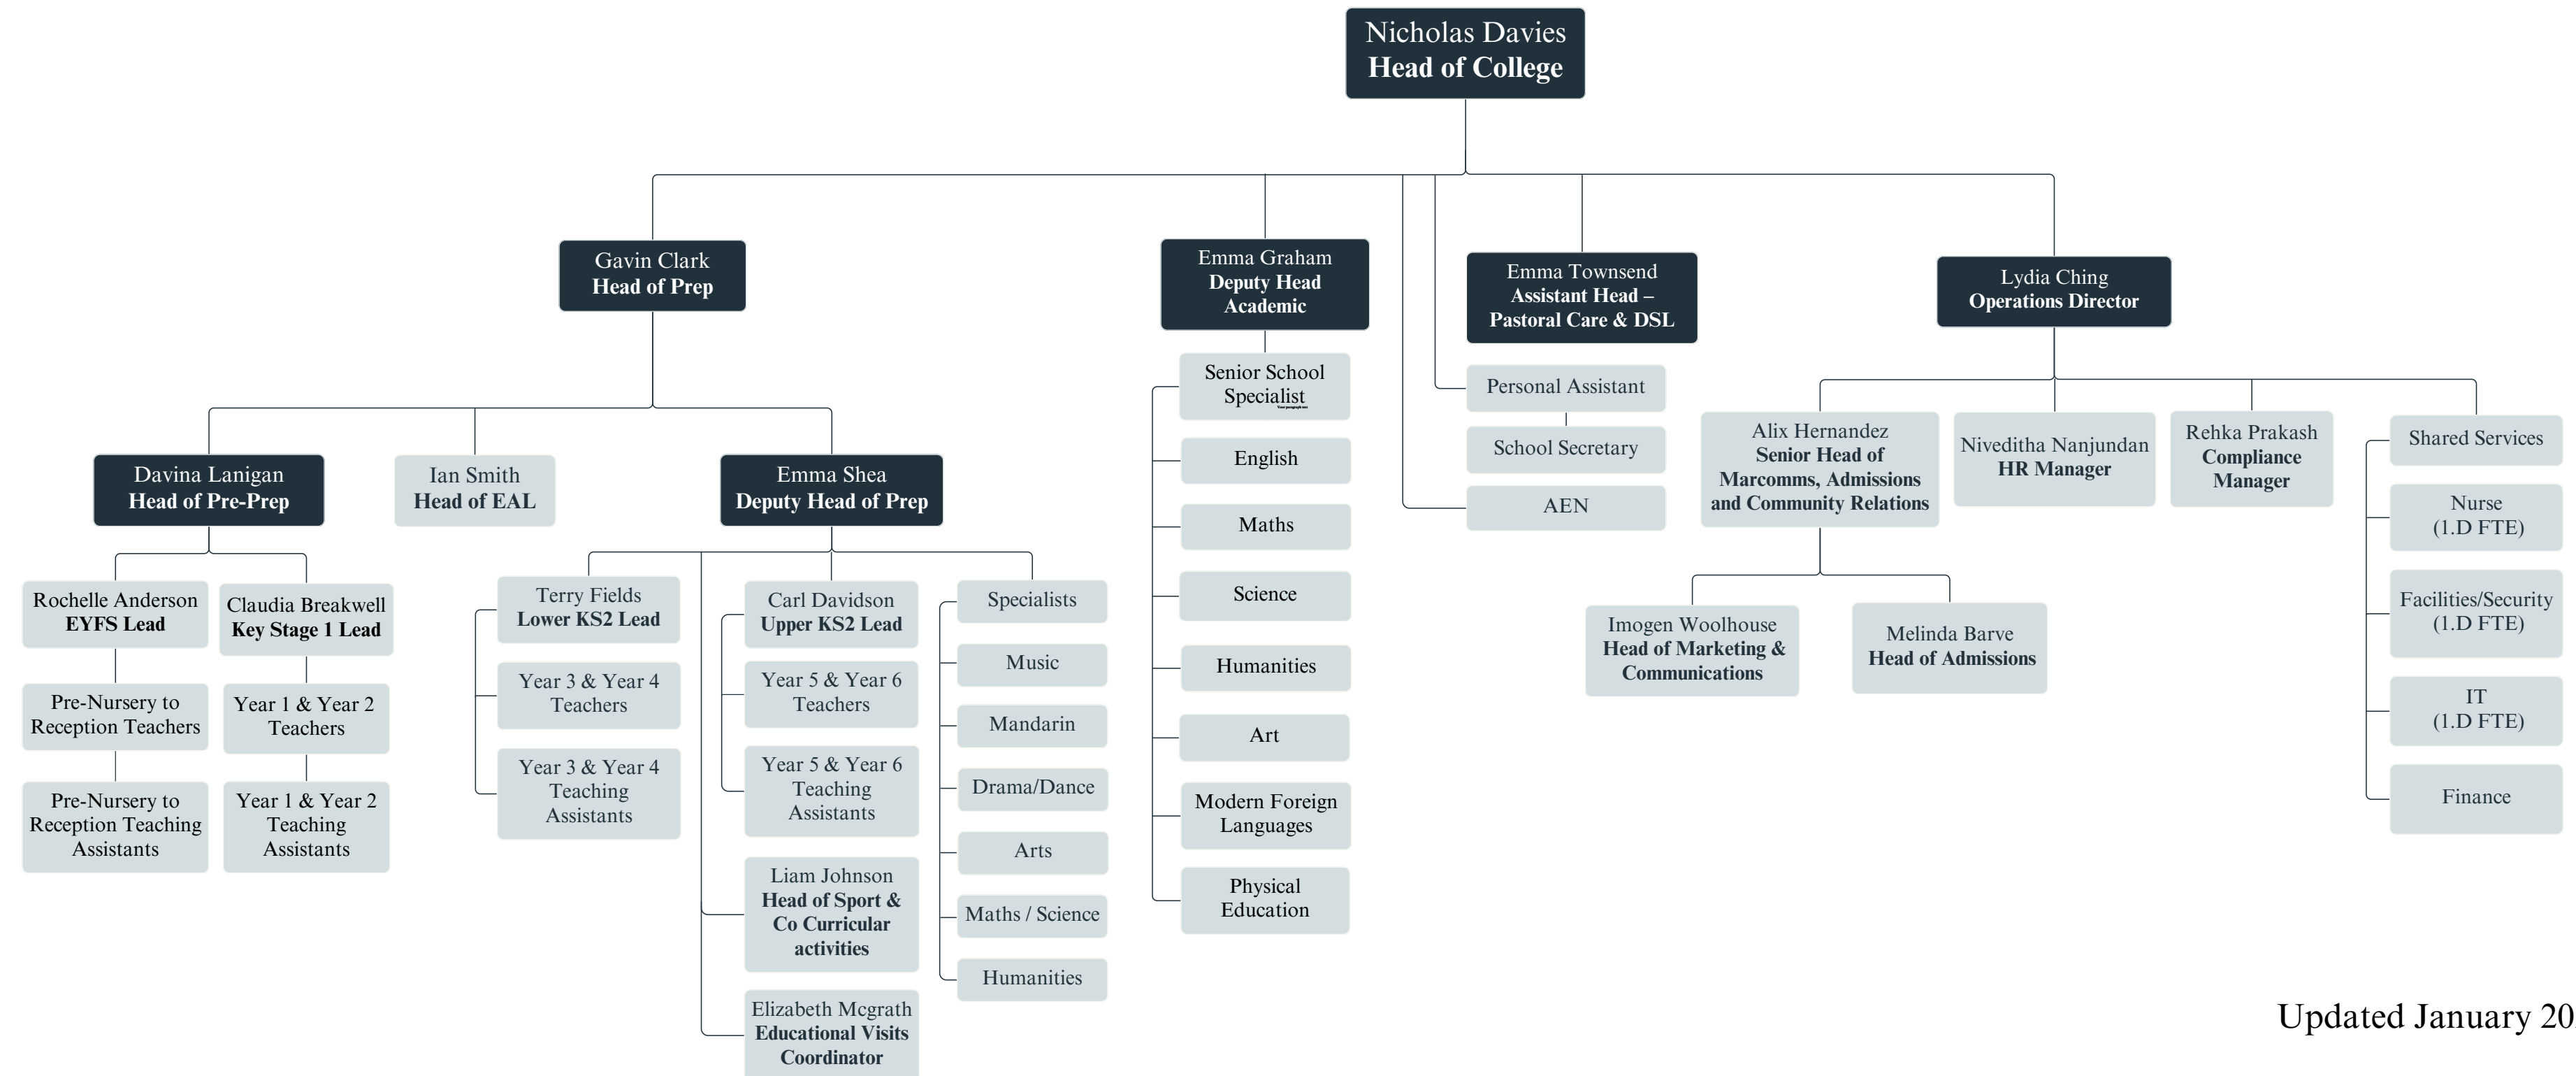 Nicholas Davies
Head of College
Gavin Clark
Head of Prep
Emma Graham
Deputy Head
Academic
Emma Townsend
Assistant Head –
Pastoral Care & DSL
Lydia Ching
Operations Director
Senior School
Specialist
Your paragraph text
English
Maths
Science
Humanities
Art
Modern Foreign
Languages
Physical
Education
Personal Assistant
School Secretary
AEN
Alix Hernandez
Senior Head of
Marcomms, Admissions
and Community Relations
Niveditha Nanjundan
HR Manager
Rehka Prakash
Compliance
Manager
Shared Services
Nurse
(1.D FTE)
Facilities/Security
(1.D FTE)
IT
(1.D FTE)
Finance
Imogen Woolhouse
Head of Marketing &
Communications
Melinda Barve
Head of Admissions
Davina Lanigan
Head of Pre-Prep
Ian Smith
Head of EAL
Emma Shea
Deputy Head of Prep
Rochelle Anderson
EYFS Lead
Pre-Nursery to
Reception Teachers
Pre-Nursery to
Reception Teaching
Assistants
Claudia Breakwell
Key Stage 1 Lead
Year 1 & Year 2
Teachers
Year 1 & Year 2
Teaching
Assistants
Terry Fields
Lower KS2 Lead
Year 3 & Year 4
Teachers
Year 3 & Year 4
Teaching
Assistants
Carl Davidson
Upper KS2 Lead
Year 5 & Year 6
Teachers
Year 5 & Year 6
Teaching
Assistants
Liam Johnson
Head of Sport &
Co Curricular
activities
Elizabeth Mcgrath
Educational Visits
Coordinator
Specialists
Music
Mandarin
Drama/Dance
Arts
Maths / Science
Humanities
Updated January 20